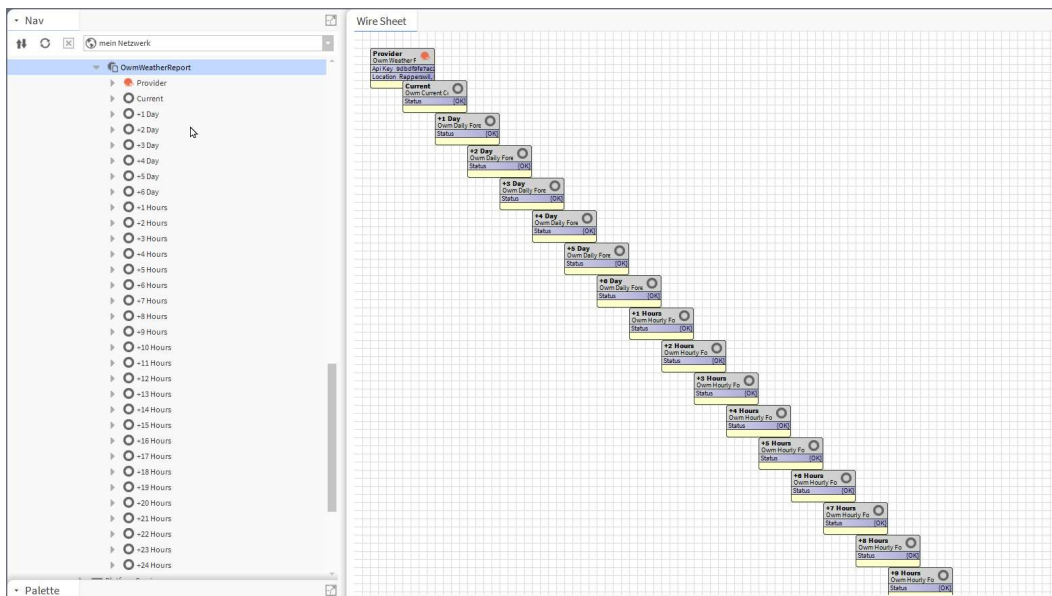 Nav
mein Netzwerk
OwmWeatherReport
Provider
Current
+1 Day
+2 Day
+3 Day
+4 Day
+5 Day
+6 Day
+1 Hours
+2 Hours
+3 Hours
+4 Hours
+5 Hours
+6 Hours
+7 Hours
+8 Hours
+9 Hours
+10 Hours
+11 Hours
+12 Hours
+13 Hours
+14 Hours
+15 Hours
+16 Hours
+17 Hours
+18 Hours
+19 Hours
+20 Hours
+21 Hours
+22 Hours
+23 Hours
+24 Hours
Palette
Wire Sheet
Provider
Owm Weather F
Api Key
Location Rapperswil,
Current
Owm Current C
Status [OK]
+1 Day
Owm Daily Fore
Status [OK]
+2 Day
Owm Daily Fore
Status [OK]
+3 Day
Owm Daily Fore
Status [OK]
+4 Day
Owm Daily Fore
Status [OK]
+5 Day
Owm Daily Fore
Status [OK]
+6 Day
Owm Daily Fore
Status [OK]
+1 Hours
Owm Hourly Fo
Status [OK]
+2 Hours
Owm Hourly Fo
Status [OK]
+3 Hours
Owm Hourly Fo
Status [OK]
+4 Hours
Owm Hourly Fo
Status [OK]
+5 Hours
Owm Hourly Fo
Status [OK]
+6 Hours
Owm Hourly Fo
Status [OK]
+7 Hours
Owm Hourly Fo
Status [OK]
+8 Hours
Owm Hourly Fo
Status [OK]
+9 Hours
Owm Hourly Fo
Status [OK]